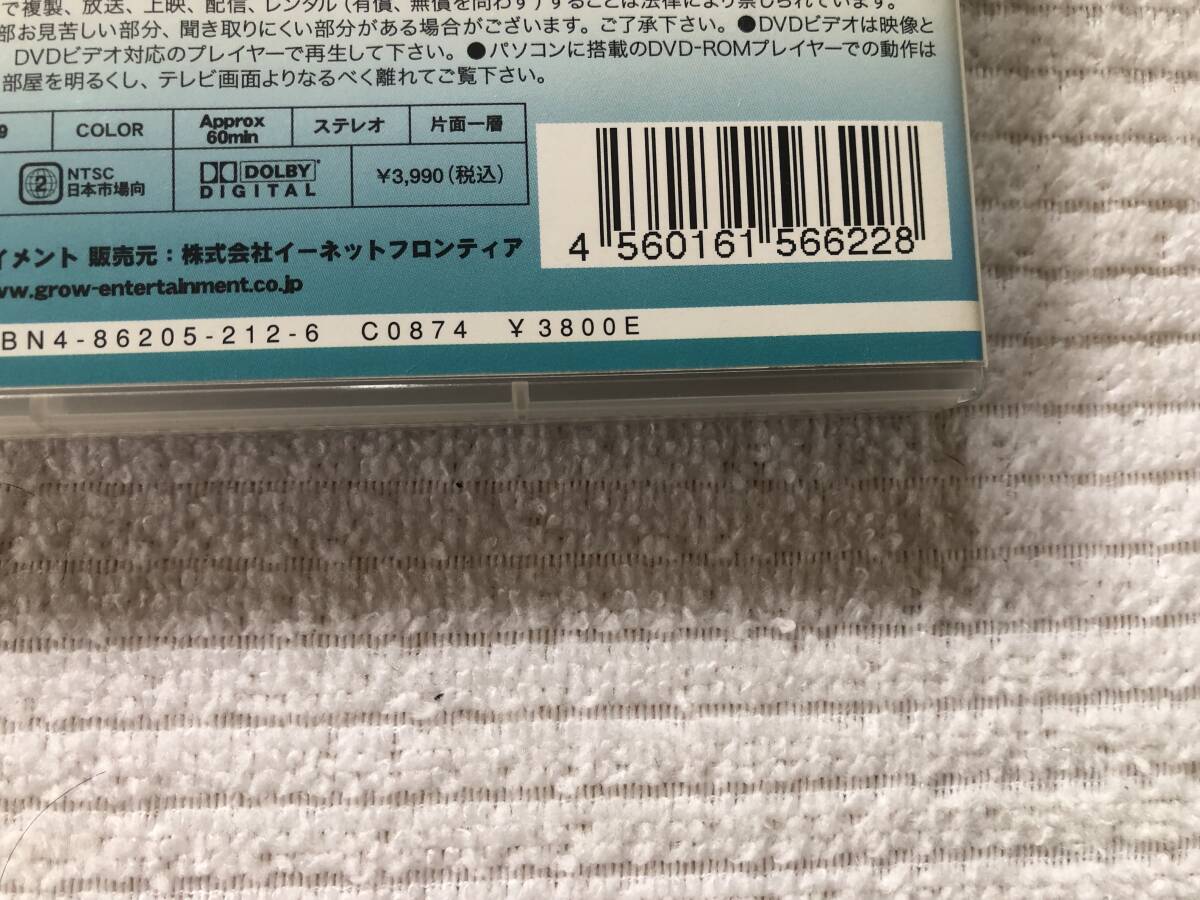 で複製、放送、上映、配信、レンタル(有償、無償を問わず)することは法律により禁じられています。
部お見苦しい部分、聞き取りにくい部分がある場合がございます。ご了承下さい。●DVDビデオは映像と
DVDビデオ対応のプレイヤーで再生して下さい。●パソコンに搭載のDVD-ROMプレイヤーでの動作は
部屋を明るくし、テレビ画面よりなるべく離れてご覧下さい。
9 COLOR Approx 60min ステレオ 片面一層
2 NTSC 日本市場向 DOLBY DIGITAL ¥3,990(税込)
イメント 販売元:株式会社イーネットフロンティア
ww.grow-entertainment.co.jp
4 560161 566228
BN4-86205-212-6 C0874 ¥3800E